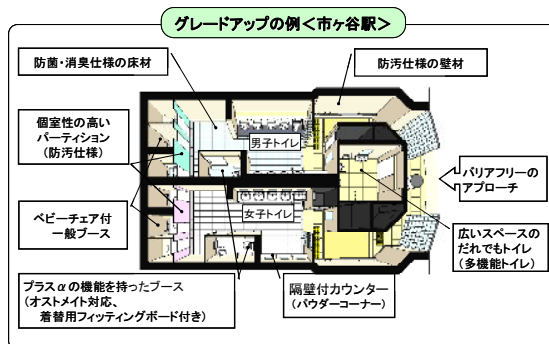 グレードアップの例＜市ヶ谷駅＞
防菌・消臭仕様の床材
防汚仕様の壁材
個室性の高い
パーティション
（防汚仕様）
男子トイレ
バリアフリーの
アプローチ
ベビーチェア付
一般ブース
女子トイレ
広いスペースの
だれでもトイレ
（多機能トイレ）
プラスαの機能を持ったブース
（オストメイト対応、
着替用フィッティングボード付き）
隔壁付カウンター
（パウダーコーナー）